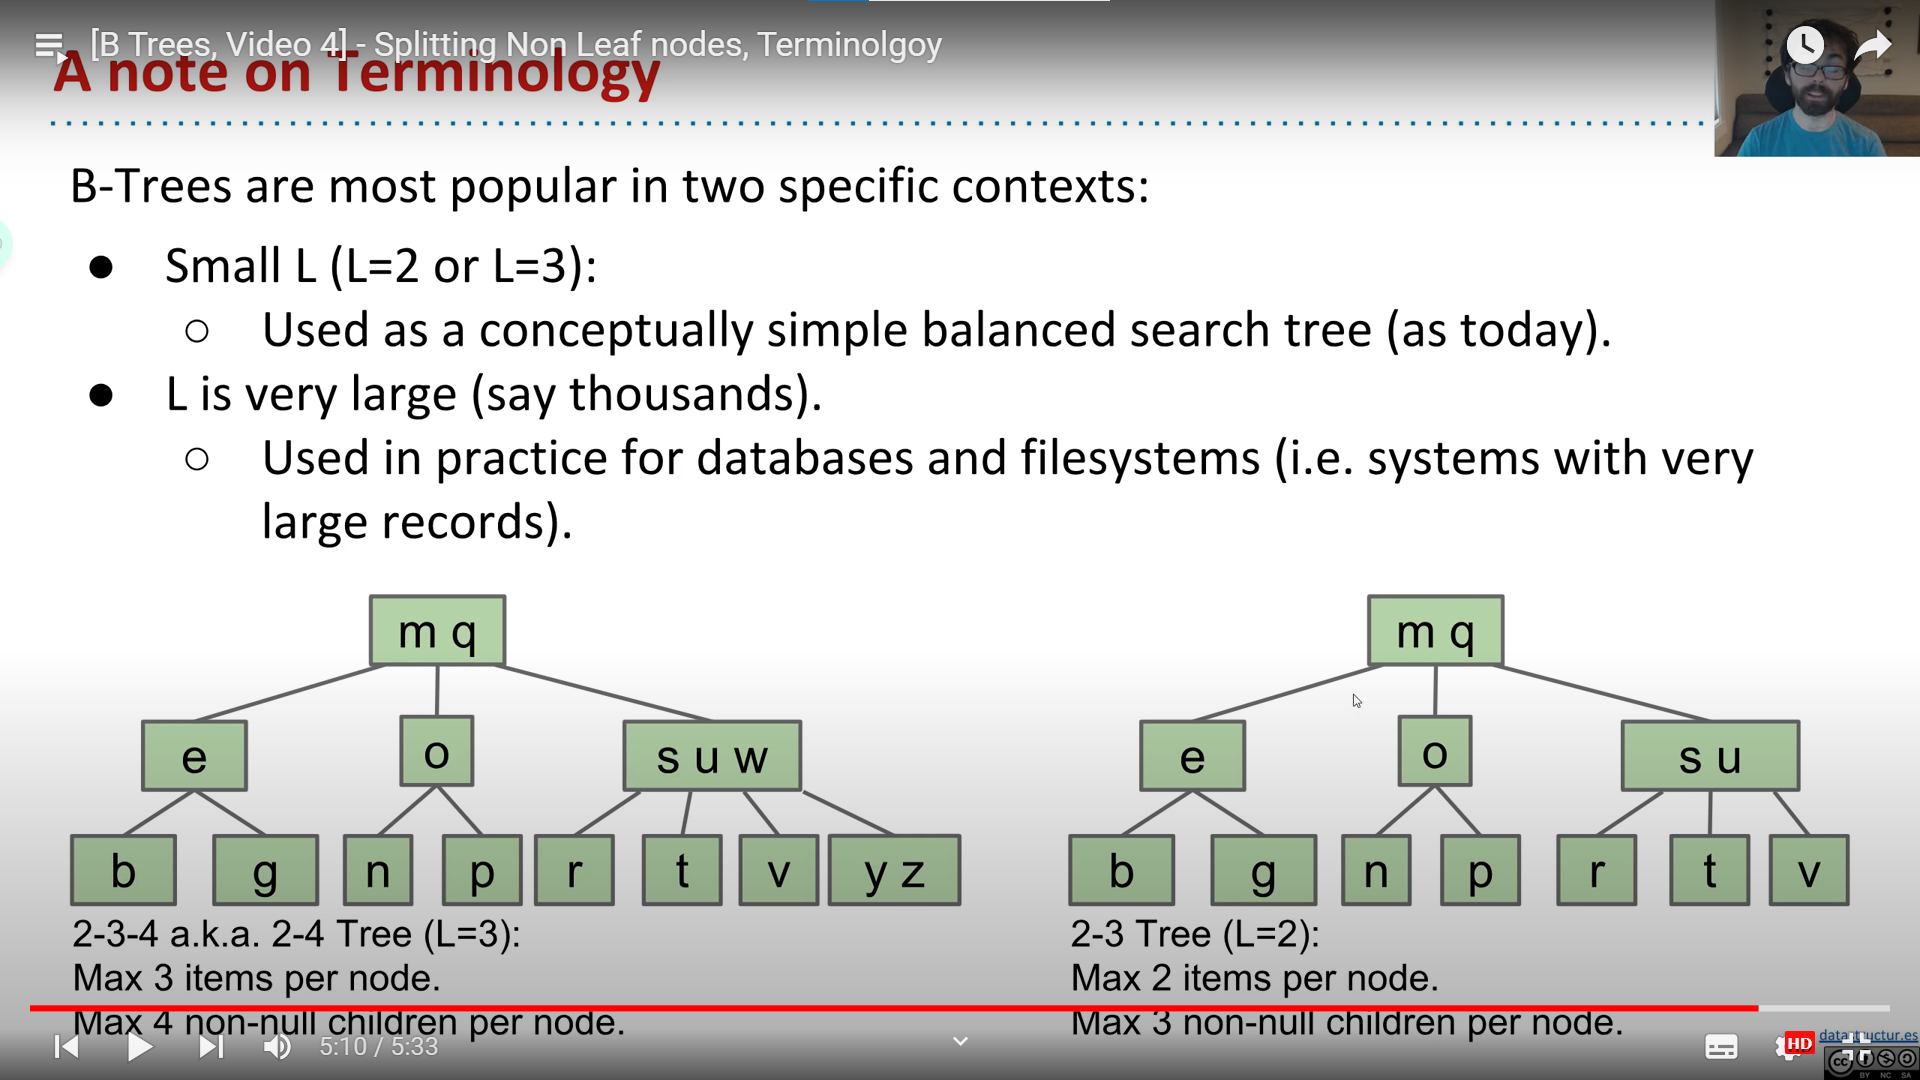 [B Trees, Video 4] - Splitting Non Leaf nodes, Terminolgoy
A note on Terminology
B-Trees are most popular in two specific contexts:
● Small L (L=2 or L=3):
○ Used as a conceptually simple balanced search tree (as today).
● L is very large (say thousands).
○ Used in practice for databases and filesystems (i.e. systems with very
large records).
m q
m q
e
o
s u w
e
o
s u
b
g
n
p
r
t
v
y z
b
g
n
p
r
t
v
2-3-4 a.k.a. 2-4 Tree (L=3):
Max 3 items per node.
Max 4 non-null children per node.
2-3 Tree (L=2):
Max 2 items per node.
Max 3 non-null children per node.
5:10 / 5:33
HD
datastructur.es
cc
BY NC SA